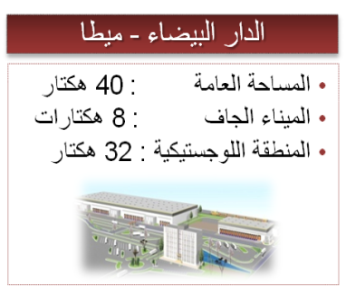 الدار البيضاء - ميطا
• المساحة العامة : 40 هكتار
• الميناء الجاف : 8 هكتارات
• المنطقة اللوجستيكية : 32 هكتار